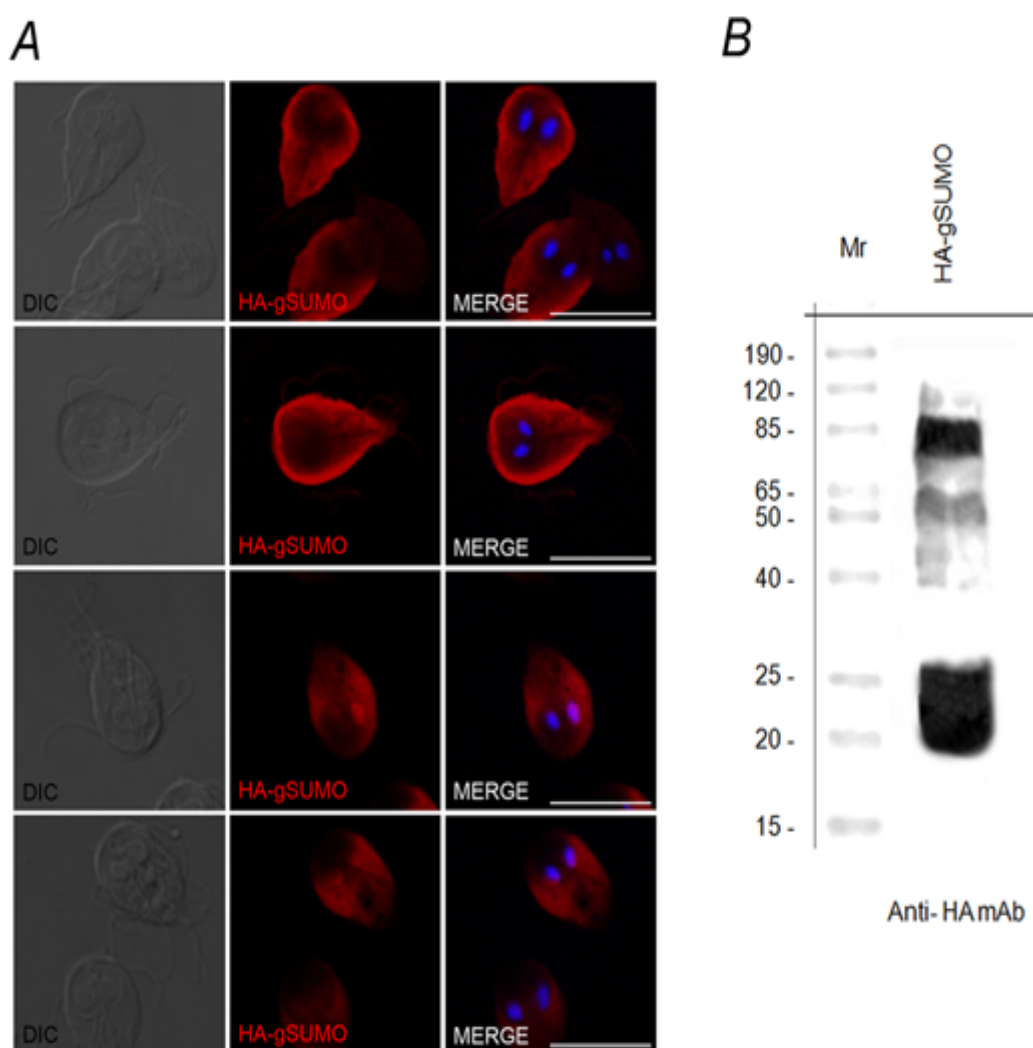 A
DIC
HA-gSUMO
MERGE
DIC
HA-gSUMO
MERGE
DIC
HA-gSUMO
MERGE
DIC
HA-gSUMO
MERGE
B
Mr
HA-gSUMO
190 -
120 -
85 -
65 -
50 -
40 -
25 -
20 -
15 -
Anti- HA mAb